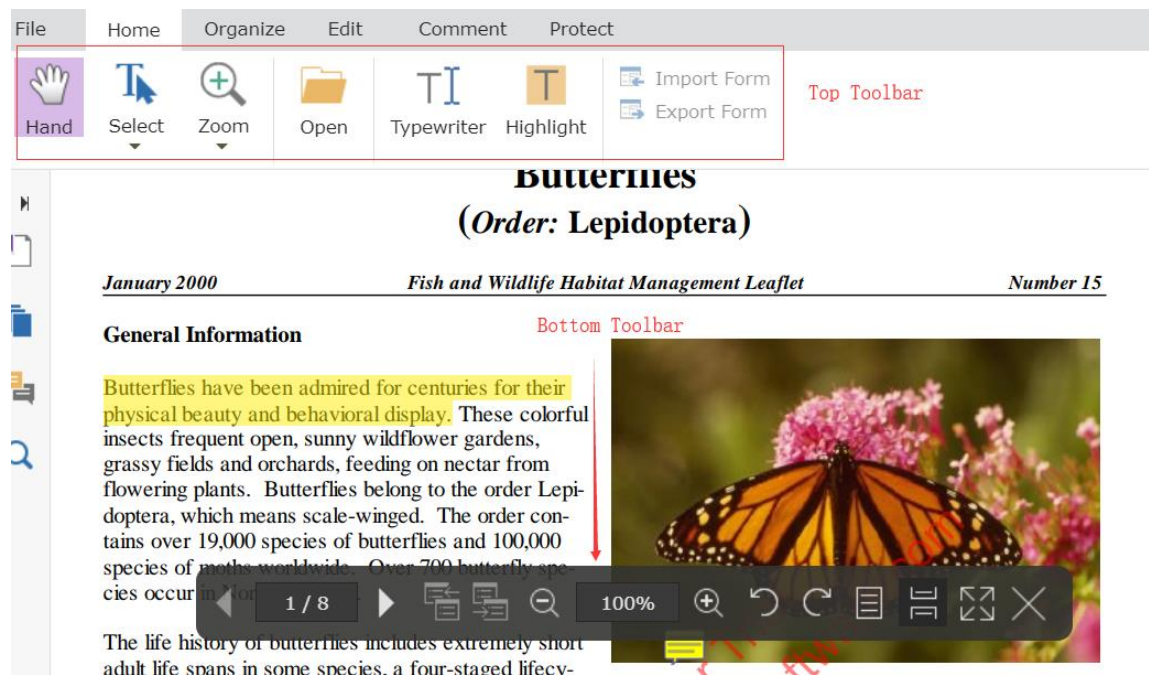 File Home Organize Edit Comment Protect
Hand Select Zoom Open Typewriter Highlight Import Form
Export Form
Top Toolbar
Butterflies
(Order: Lepidoptera)
January 2000 Fish and Wildlife Habitat Management Leaflet Number 15
General Information
Bottom Toolbar
Butterflies have been admired for centuries for their
physical beauty and behavioral display. These colorful
insects frequent open, sunny wildflower gardens,
grassy fields and orchards, feeding on nectar from
flowering plants. Butterflies belong to the order Lepi-
doptera, which means scale-winged. The order con-
tains over 19,000 species of butterflies and 100,000
species of moths worldwide. Over 700 butterfly spe-
cies occur in
1 / 8 100%
The life history of butterflies includes extremely short
adult life spans in some species, a four-staged lifecy-